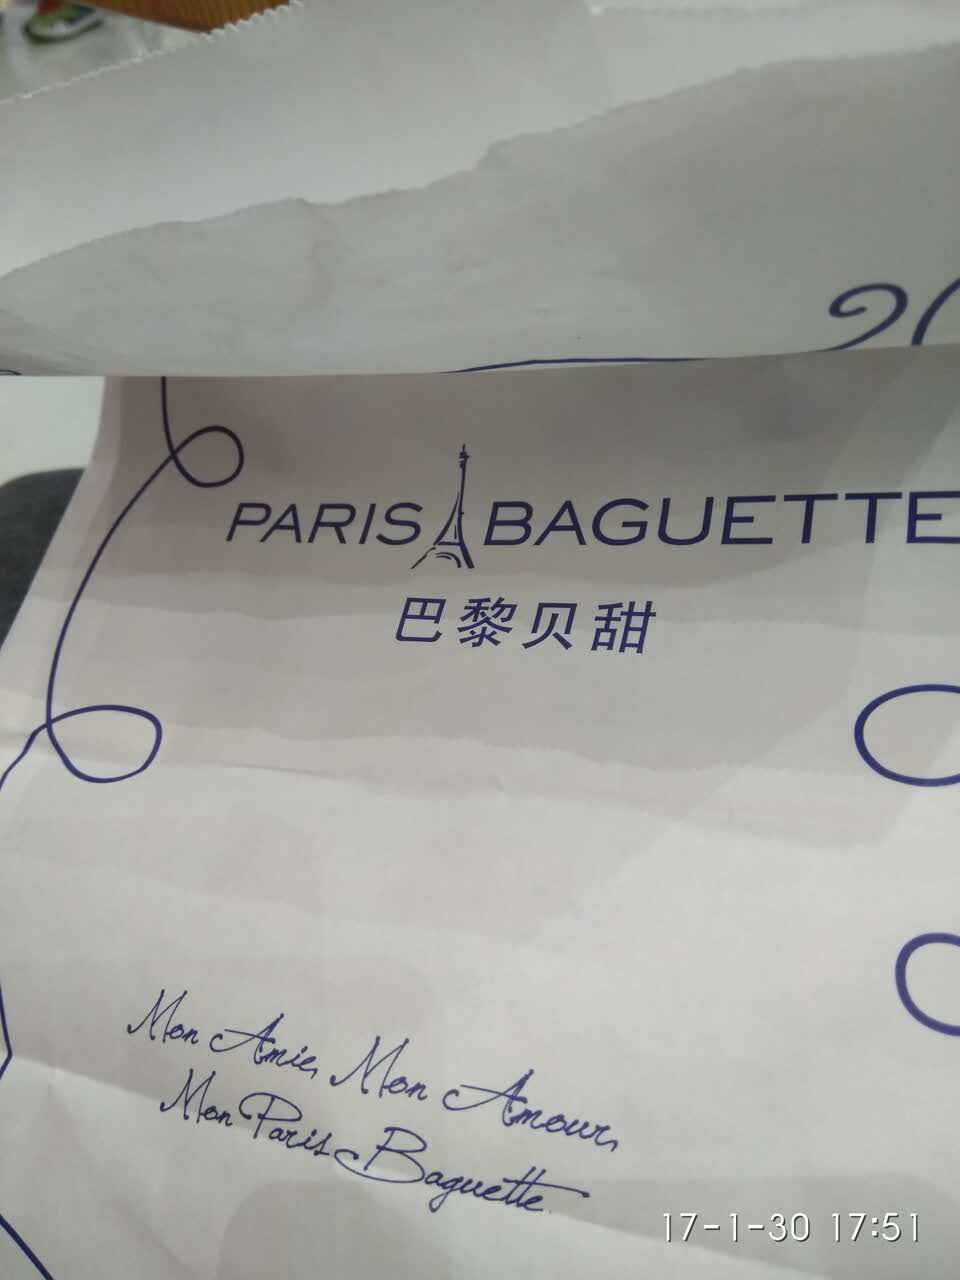 PARIS BAGUETTE
巴黎贝甜
Mon Amie, Mon Amour,
Mon Paris Baguette
17-1-30 17:51